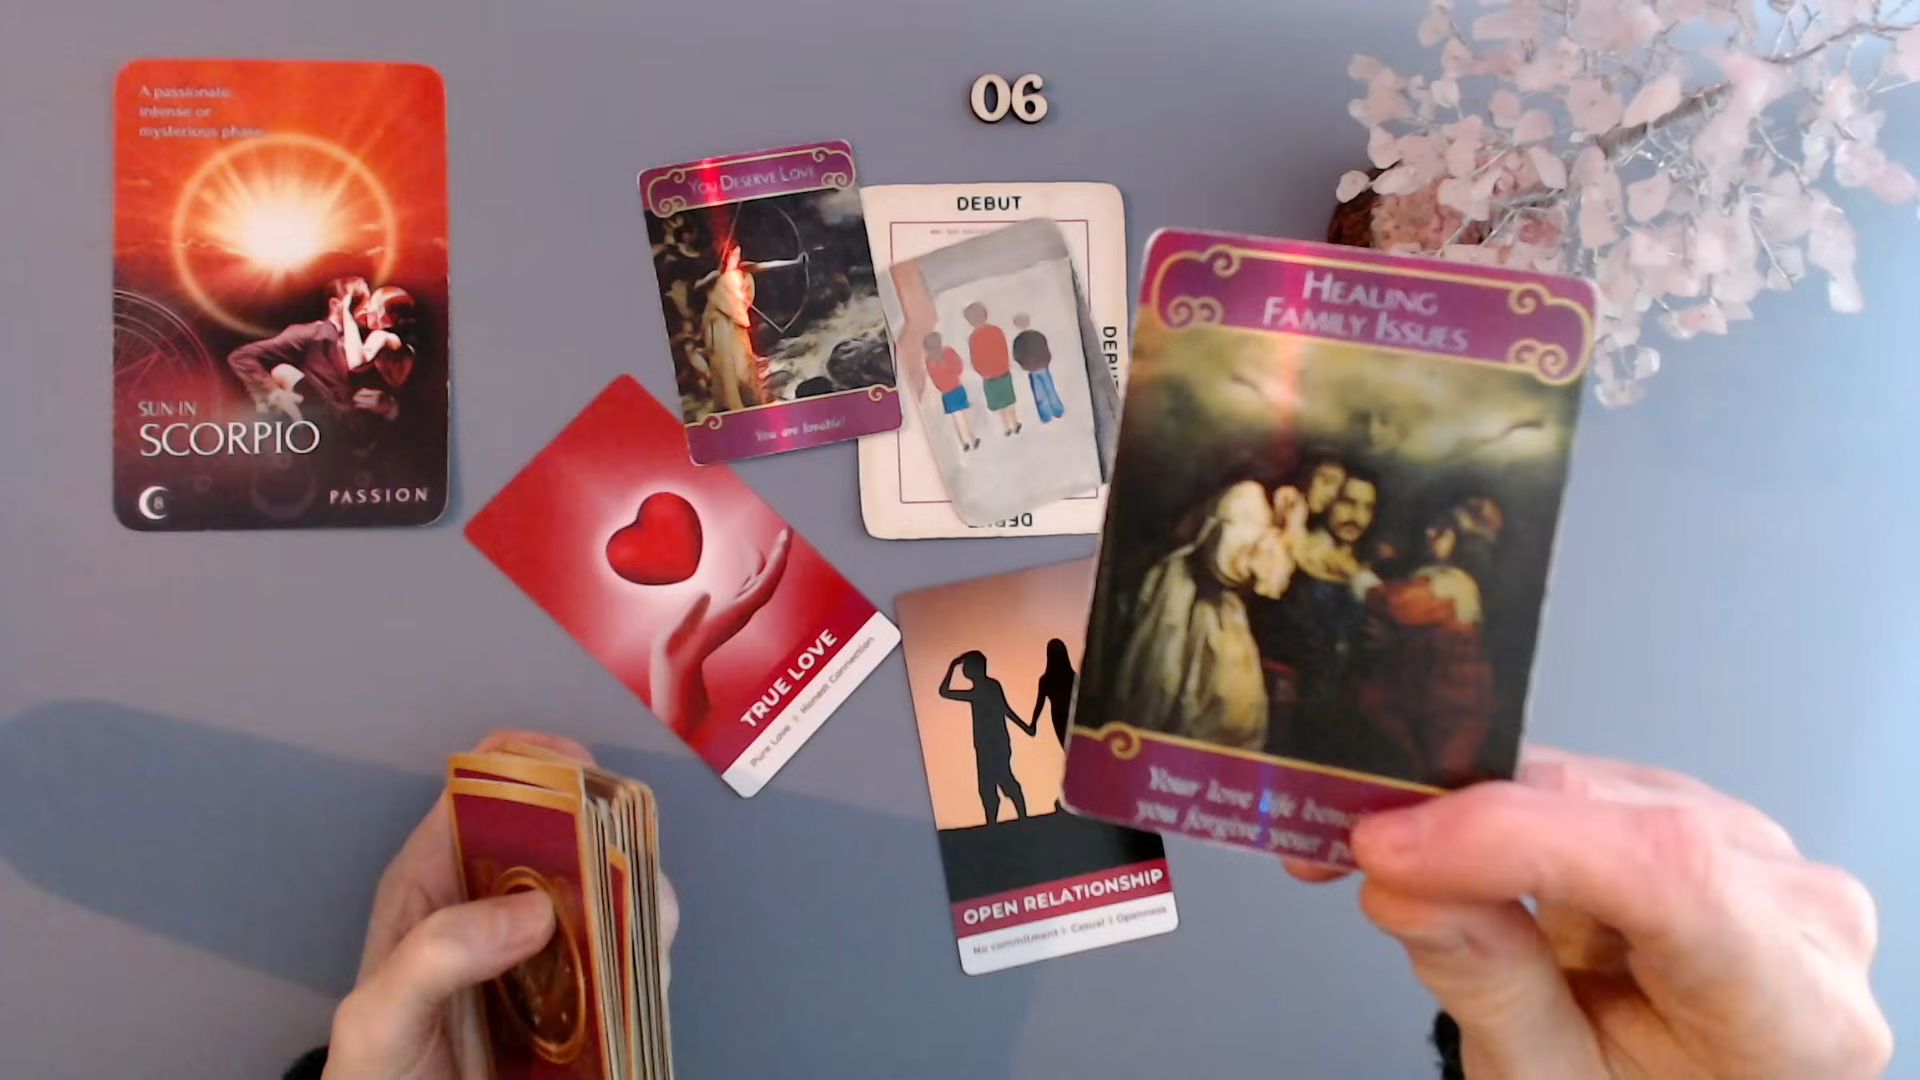 A passionate,
intense or
mysterious phase
SUN IN
SCORPIO
8
PASSION
06
YOU DESERVE LOVE
You are lovable!
DEBUT
DEBUT
DEBUT
HEALING
FAMILY ISSUES
Your love life
you forgive your
TRUE LOVE
Pure Love | Honest Connection
OPEN RELATIONSHIP
No commitment | Casual | Openness